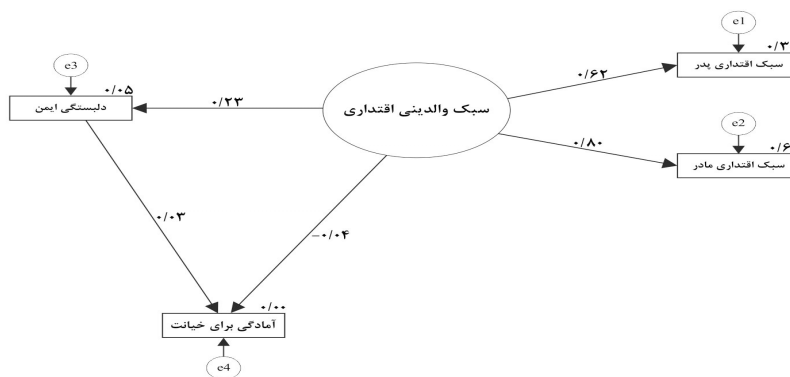 e1
۰/۳
سبک اقتداری پدر
e3
۰/۰۵
دلبستگی ایمن
۰/۲۳
سبک والدینی اقتداری
۰/۶۲
e2
۰/۶
سبک اقتداری مادر
۰/۸۰
۰/۰۳
-۰/۰۴
۰/۰۰
آمادگی برای خیانت
e4